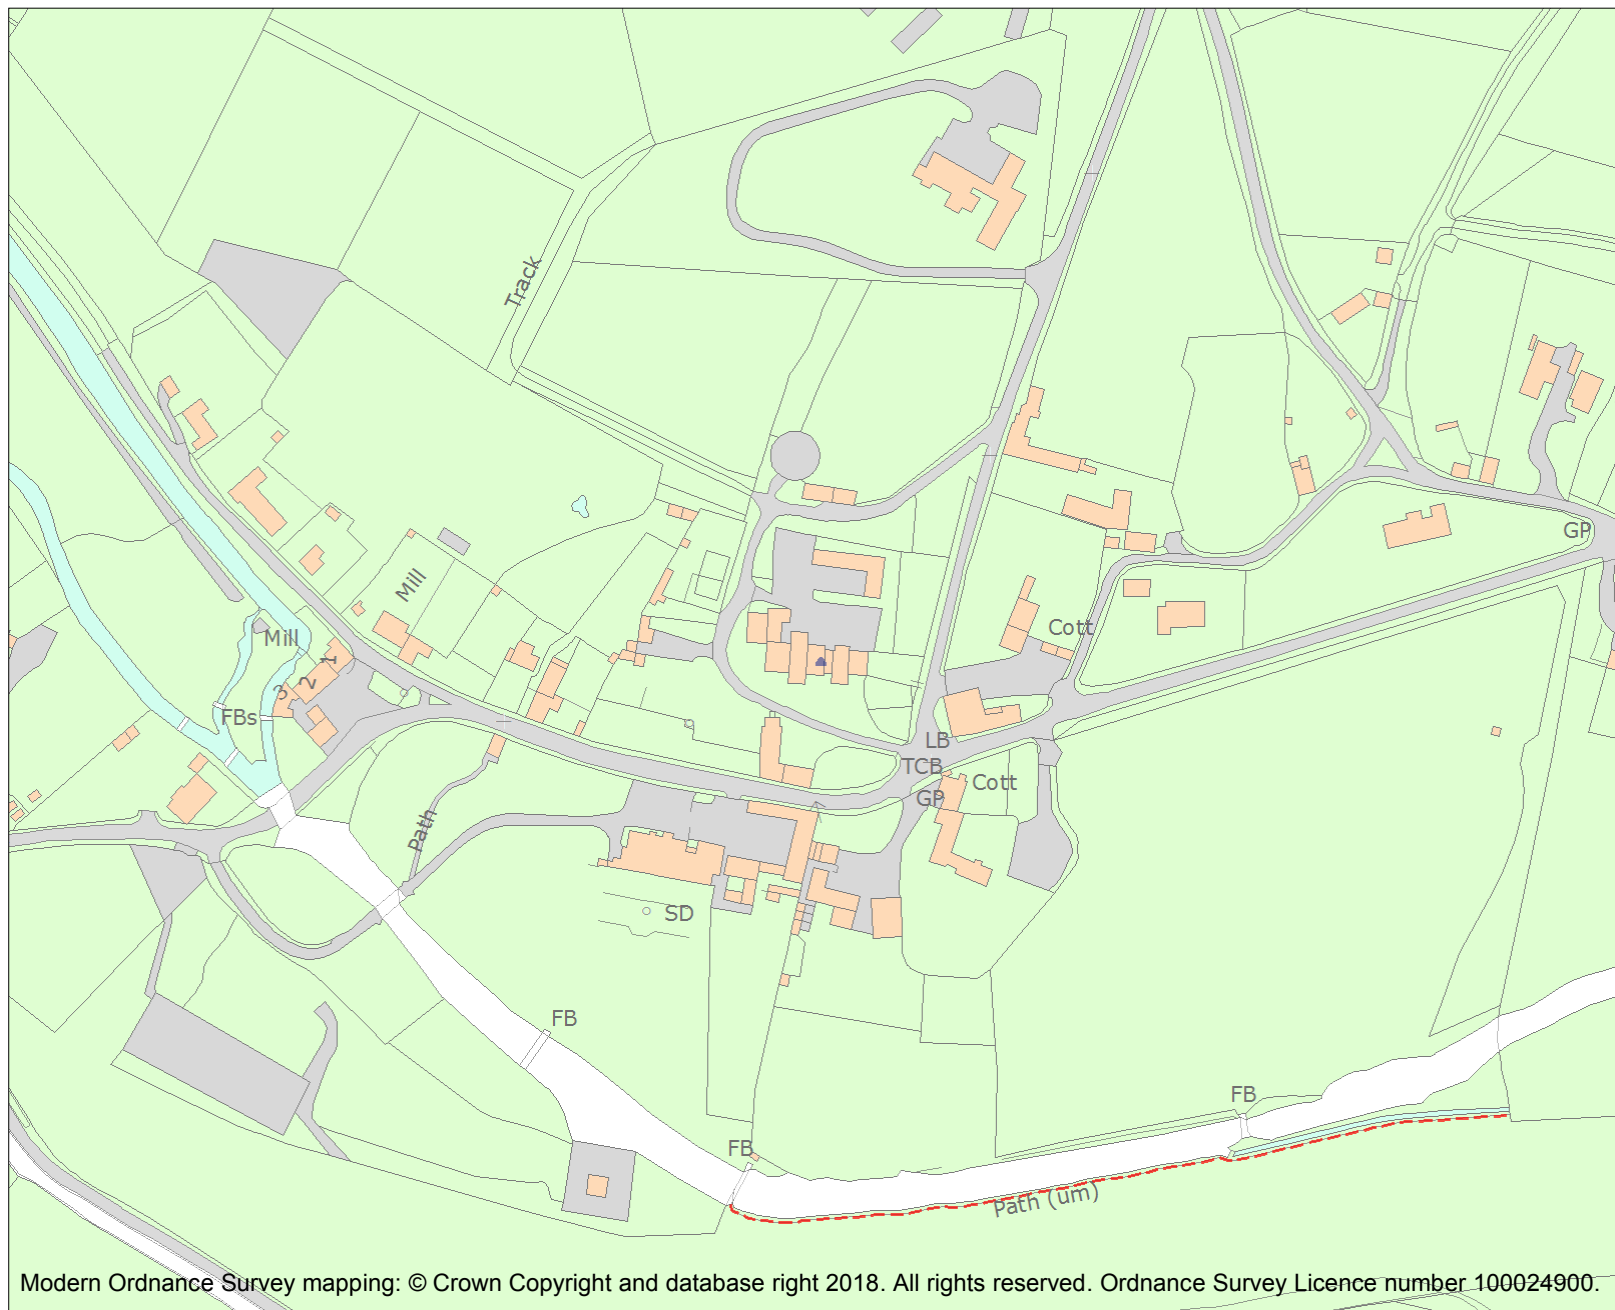 Track
GP
Mill
Cott
Mill
1
2
3
FBs
LB
TCB
Cott
GP
Path
SD
FB
FB
FB
Path (um)
Modern Ordnance Survey mapping: © Crown Copyright and database right 2018. All rights reserved. Ordnance Survey Licence number 100024900.